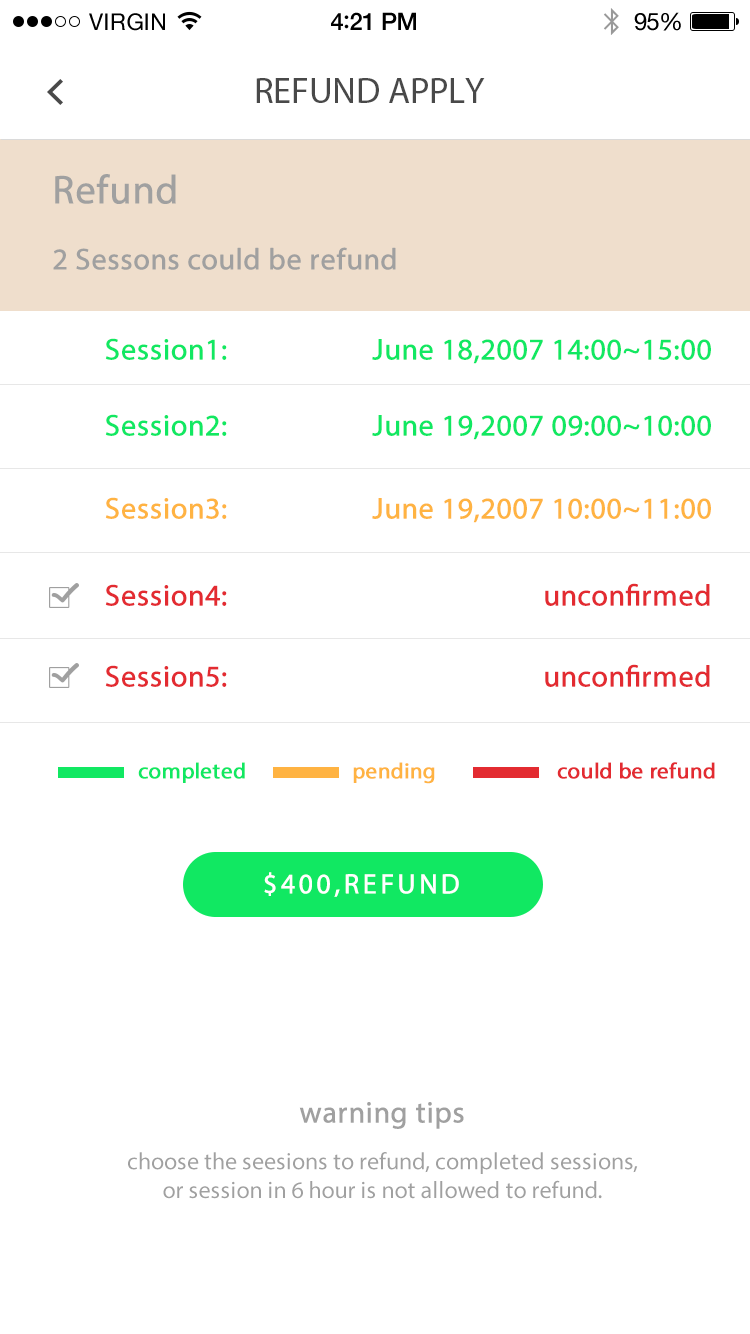 VIRGIN 4:21 PM 95%
REFUND APPLY
Refund
2 Sessons could be refund
Session1: June 18,2007 14:00~15:00
Session2: June 19,2007 09:00~10:00
Session3: June 19,2007 10:00~11:00
Session4: unconfirmed
Session5: unconfirmed
completed pending could be refund
$400,REFUND
warning tips
choose the seesions to refund, completed sessions,
or session in 6 hour is not allowed to refund.